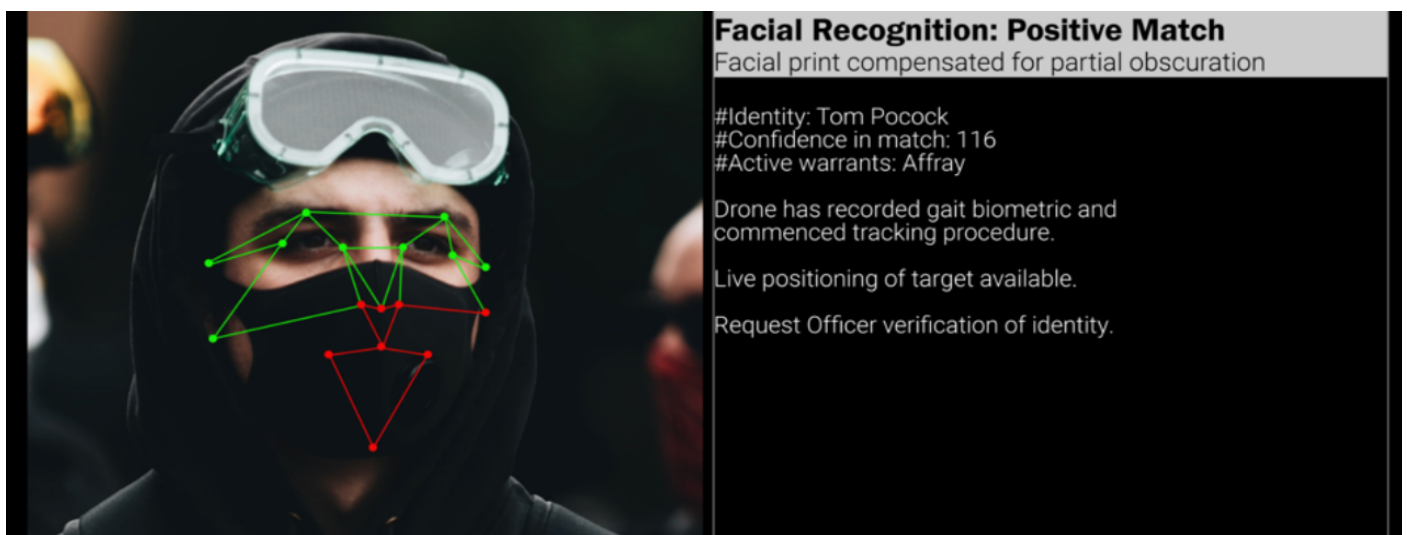 Facial Recognition: Positive Match
Facial print compensated for partial obscuration
#Identity: Tom Pocock
#Confidence in match: 116
#Active warrants: Affray
Drone has recorded gait biometric and
commenced tracking procedure.
Live positioning of target available.
Request Officer verification of identity.